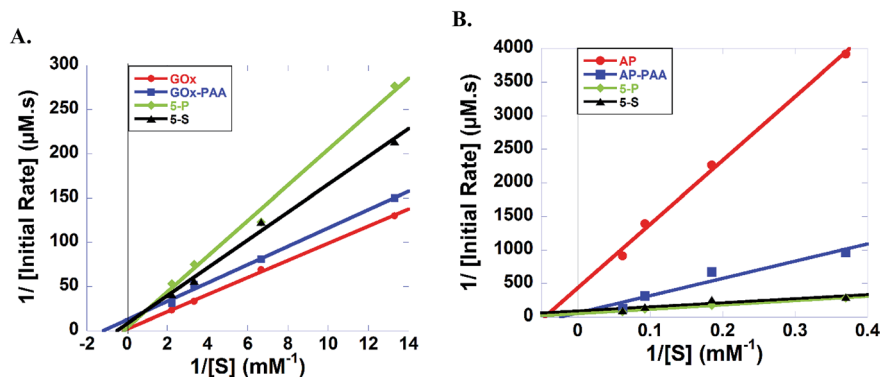 A.
300
250
200
150
100
50
0
GOx
GOx-PAA
5-P
5-S
1/ [Initial Rate] (µM.s)
-2 0 2 4 6 8 10 12 14
1/[S] (mM⁻¹)
B.
4000
3500
3000
2500
2000
1500
1000
500
0
AP
AP-PAA
5-P
5-S
1/ [Initial Rate] (µM.s)
0 0.1 0.2 0.3 0.4
1/[S] (mM⁻¹)